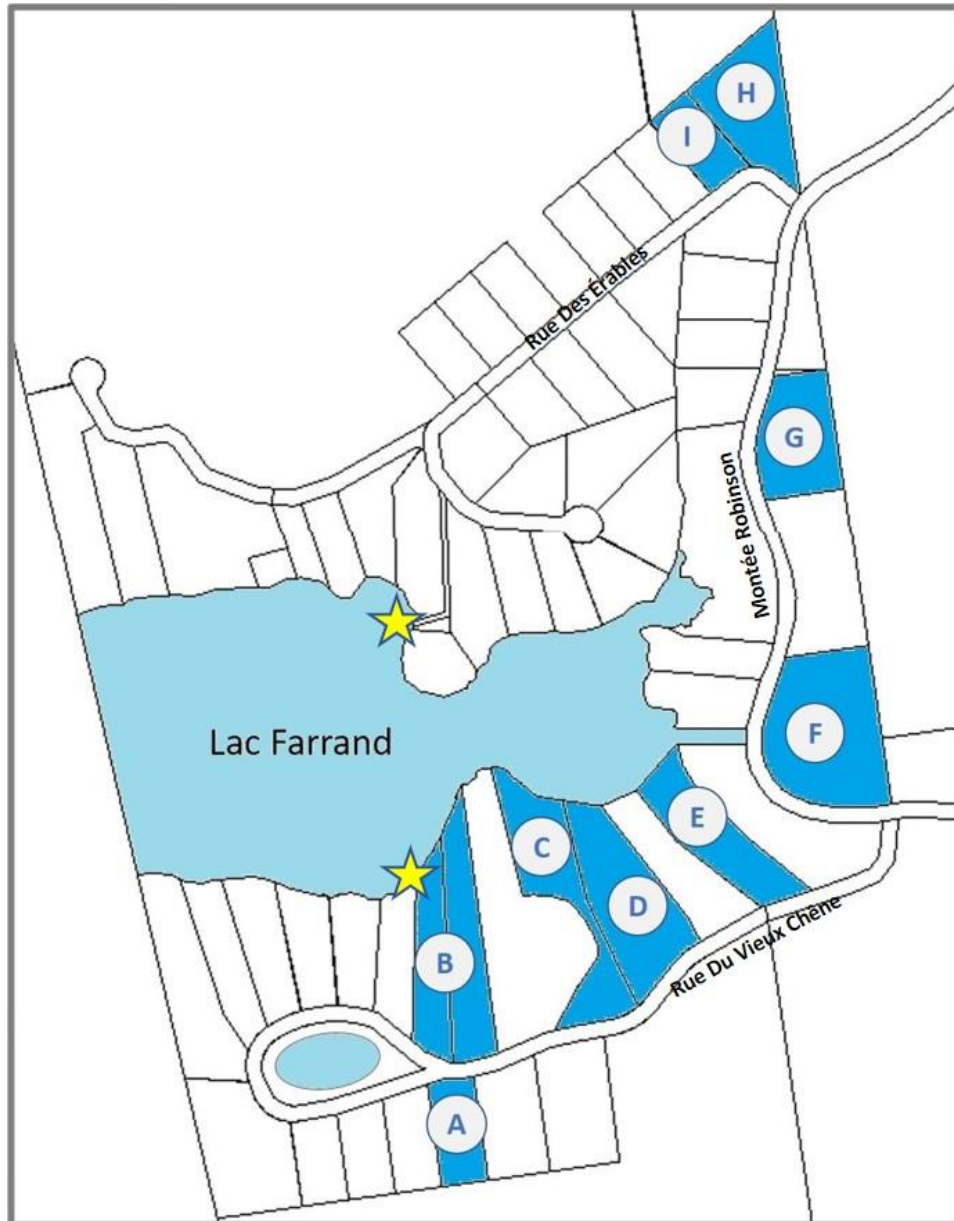 H
I
Rue Des Érables
G
Montée Robinson
F
Lac Farrand
E
C
D
Rue Du Vieux Chêne
B
A